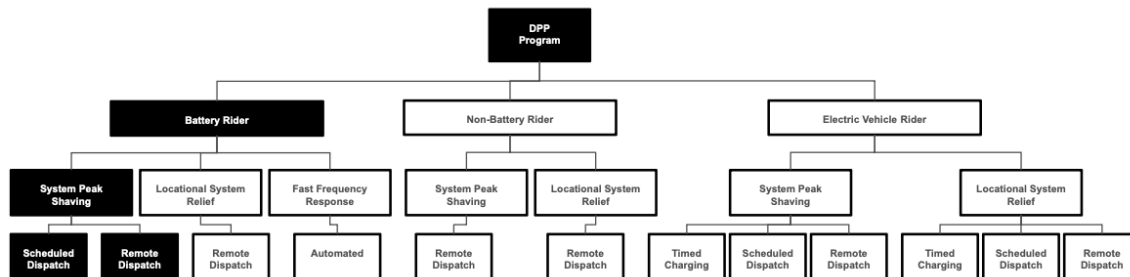 DPP
Program
Battery Rider
Non-Battery Rider
Electric Vehicle Rider
System Peak
Shaving
Locational System
Relief
Fast Frequency
Response
System Peak
Shaving
Locational System
Relief
System Peak
Shaving
Locational System
Relief
Scheduled
Dispatch
Remote
Dispatch
Remote
Dispatch
Automated
Remote
Dispatch
Remote
Dispatch
Timed
Charging
Scheduled
Dispatch
Remote
Dispatch
Timed
Charging
Scheduled
Dispatch
Remote
Dispatch